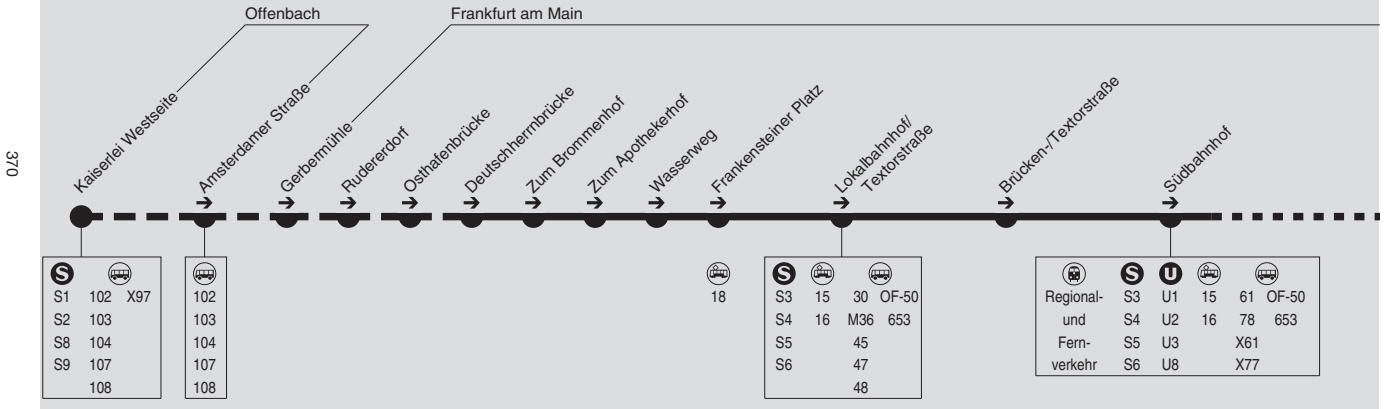 Offenbach
Frankfurt am Main
370
Kaiserlei Westseite
Amsterdamer Straße
Gerbermühle
Rudererdorf
Osthafenbrücke
Deutschherrnbrücke
Zum Brommenhof
Zum Apothekerhof
Wasserweg
Frankensteiner Platz
Lokalbahnhof/
Textorstraße
Brücken-/Textorstraße
Südbahnhof
S
S1 102 X97
S2 103
S8 104
S9 107
108
102
103
104
107
108
18
S
S3 15 30 OF-50
S4 16 M36 653
S5 45
S6 47
48
S U
Regional- S3 U1 15 61 OF-50
und S4 U2 16 78 653
Fern- S5 U3 X61
verkehr S6 U8 X77